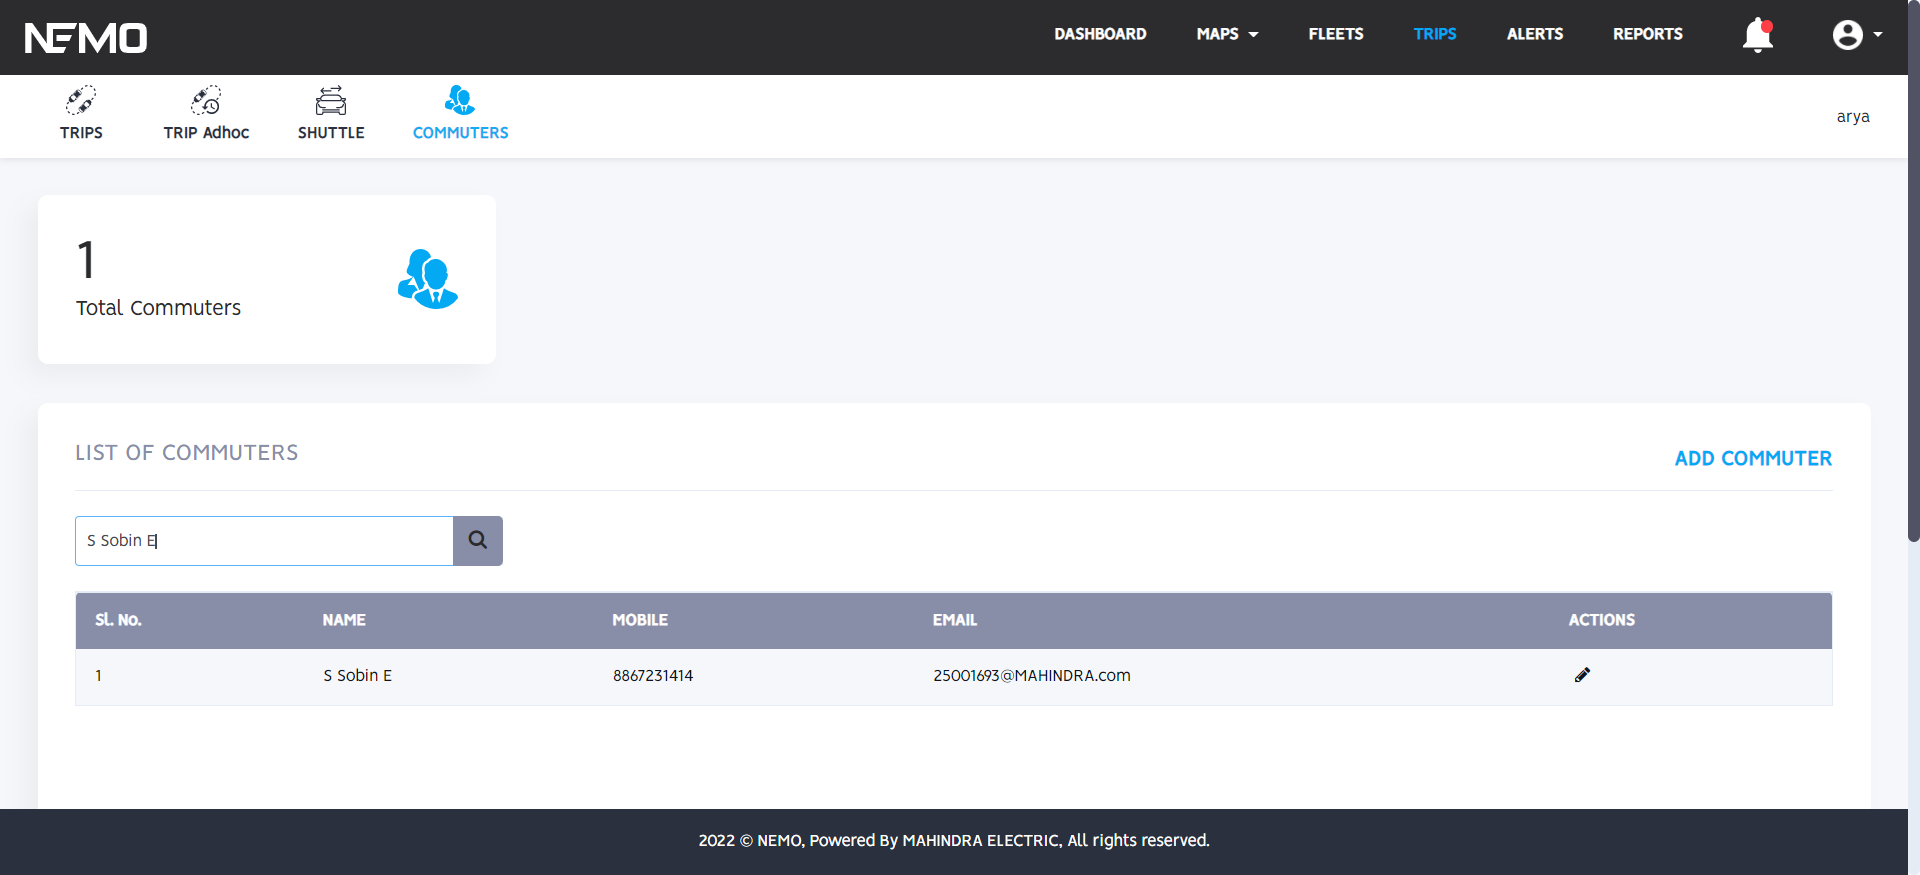 NEMO
DASHBOARD MAPS FLEETS TRIPS ALERTS REPORTS
TRIPS TRIP Adhoc SHUTTLE COMMUTERS
arya
1
Total Commuters
LIST OF COMMUTERS
ADD COMMUTER
S Sobin E
Sl. No. NAME MOBILE EMAIL ACTIONS
1 S Sobin E 8867231414 25001693@MAHINDRA.com
2022 © NEMO, Powered By MAHINDRA ELECTRIC, All rights reserved.